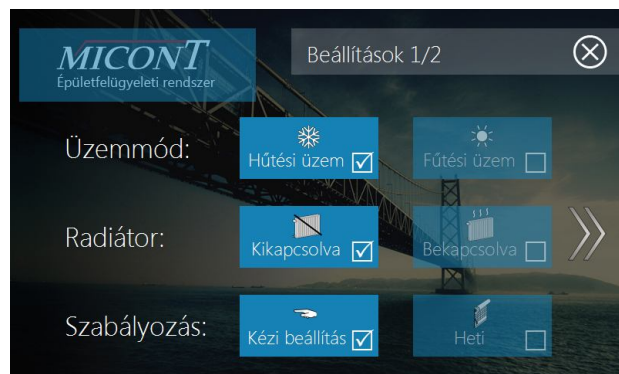 MICONT
Épületfelügyeleti rendszer
Beállítások 1/2
Üzemmód:
Hűtési üzem
Fűtési üzem
Radiátor:
Kikapcsolva
Bekapcsolva
Szabályozás:
Kézi beállítás
Heti